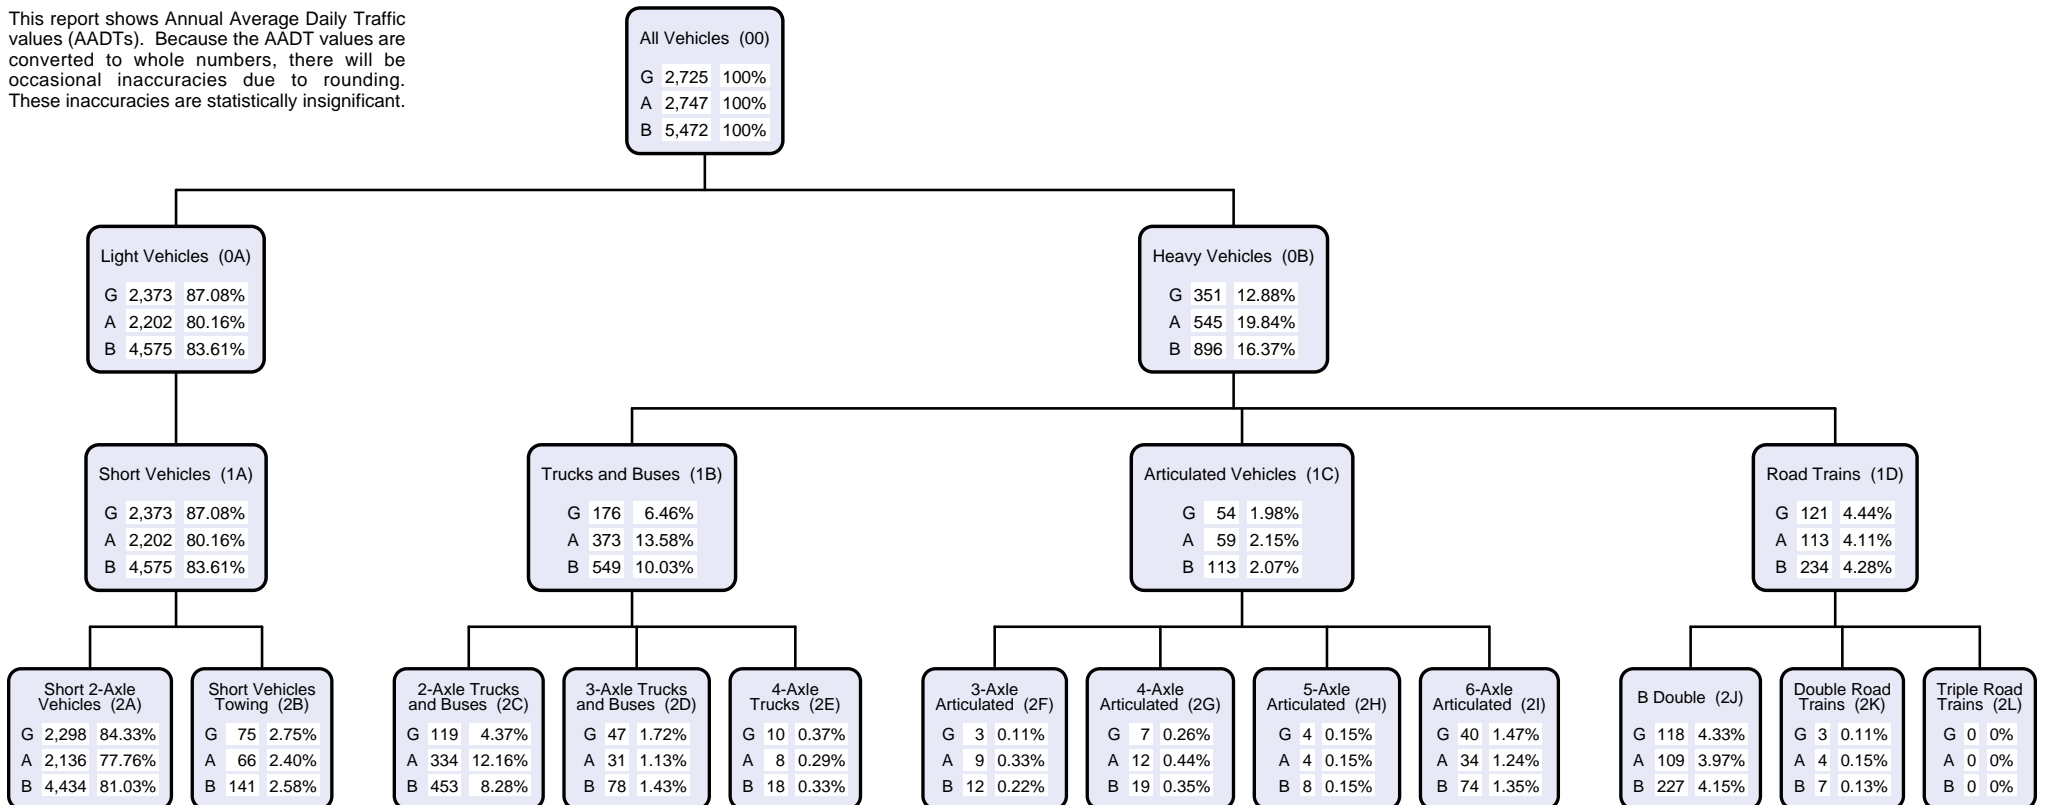 This report shows Annual Average Daily Traffic
values (AADTs). Because the AADT values are
converted to whole numbers, there will be
occasional inaccuracies due to rounding.
These inaccuracies are statistically insignificant.
All Vehicles (00)
G 2,725 100%
A 2,747 100%
B 5,472 100%
Light Vehicles (0A)
G 2,373 87.08%
A 2,202 80.16%
B 4,575 83.61%
Heavy Vehicles (0B)
G 351 12.88%
A 545 19.84%
B 896 16.37%
Short Vehicles (1A)
G 2,373 87.08%
A 2,202 80.16%
B 4,575 83.61%
Trucks and Buses (1B)
G 176 6.46%
A 373 13.58%
B 549 10.03%
Articulated Vehicles (1C)
G 54 1.98%
A 59 2.15%
B 113 2.07%
Road Trains (1D)
G 121 4.44%
A 113 4.11%
B 234 4.28%
Short 2-Axle
Vehicles (2A)
G 2,298 84.33%
A 2,136 77.76%
B 4,434 81.03%
Short Vehicles
Towing (2B)
G 75 2.75%
A 66 2.40%
B 141 2.58%
2-Axle Trucks
and Buses (2C)
G 119 4.37%
A 334 12.16%
B 453 8.28%
3-Axle Trucks
and Buses (2D)
G 47 1.72%
A 31 1.13%
B 78 1.43%
4-Axle
Trucks (2E)
G 10 0.37%
A 8 0.29%
B 18 0.33%
3-Axle
Articulated (2F)
G 3 0.11%
A 9 0.33%
B 12 0.22%
4-Axle
Articulated (2G)
G 7 0.26%
A 12 0.44%
B 19 0.35%
5-Axle
Articulated (2H)
G 4 0.15%
A 4 0.15%
B 8 0.15%
6-Axle
Articulated (2I)
G 40 1.47%
A 34 1.24%
B 74 1.35%
B Double (2J)
G 118 4.33%
A 109 3.97%
B 227 4.15%
Double Road
Trains (2K)
G 3 0.11%
A 4 0.15%
B 7 0.13%
Triple Road
Trains (2L)
G 0 0%
A 0 0%
B 0 0%